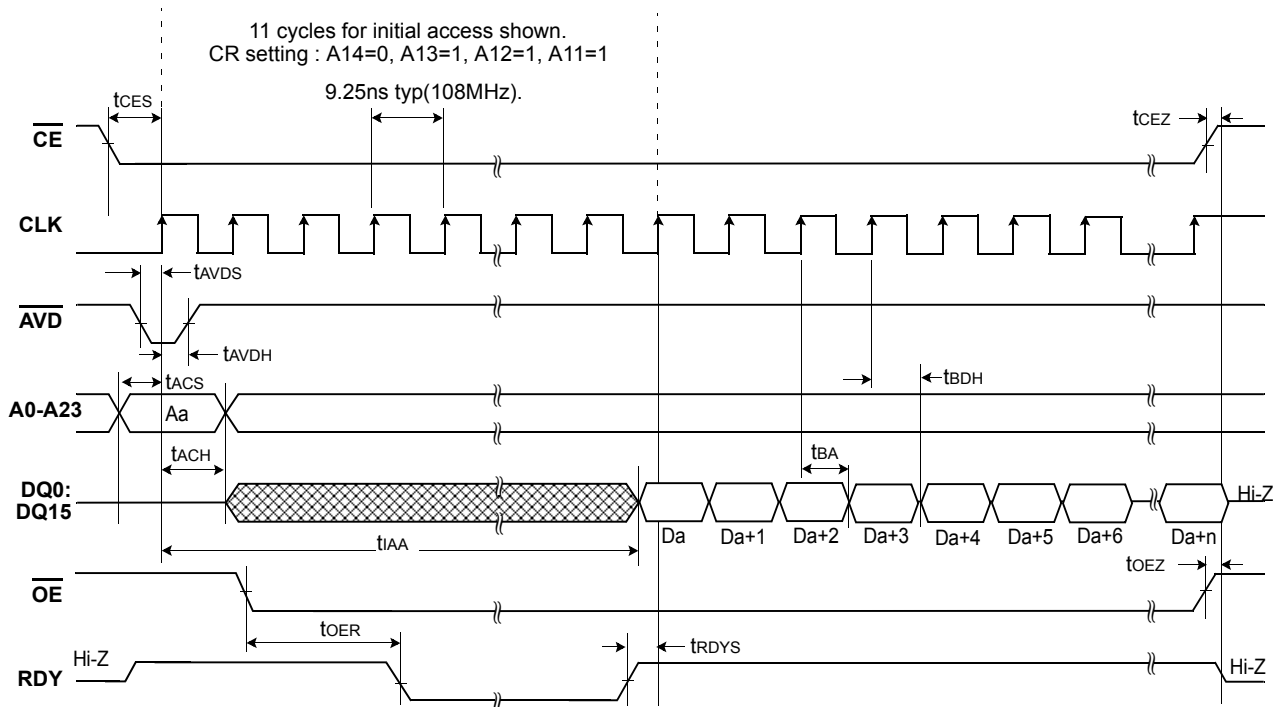 11 cycles for initial access shown.
CR setting : A14=0, A13=1, A12=1, A11=1
9.25ns typ(108MHz).
tCES
tCEZ
CE
CLK
tAVDS
AVD
tAVDH
tACS
tBDH
A0-A23
Aa
tACH
tBA
DQ0:
DQ15
Hi-Z
tIAA
Da
Da+1
Da+2
Da+3
Da+4
Da+5
Da+6
Da+n
tOEZ
OE
tOER
tRDYS
Hi-Z
RDY
Hi-Z